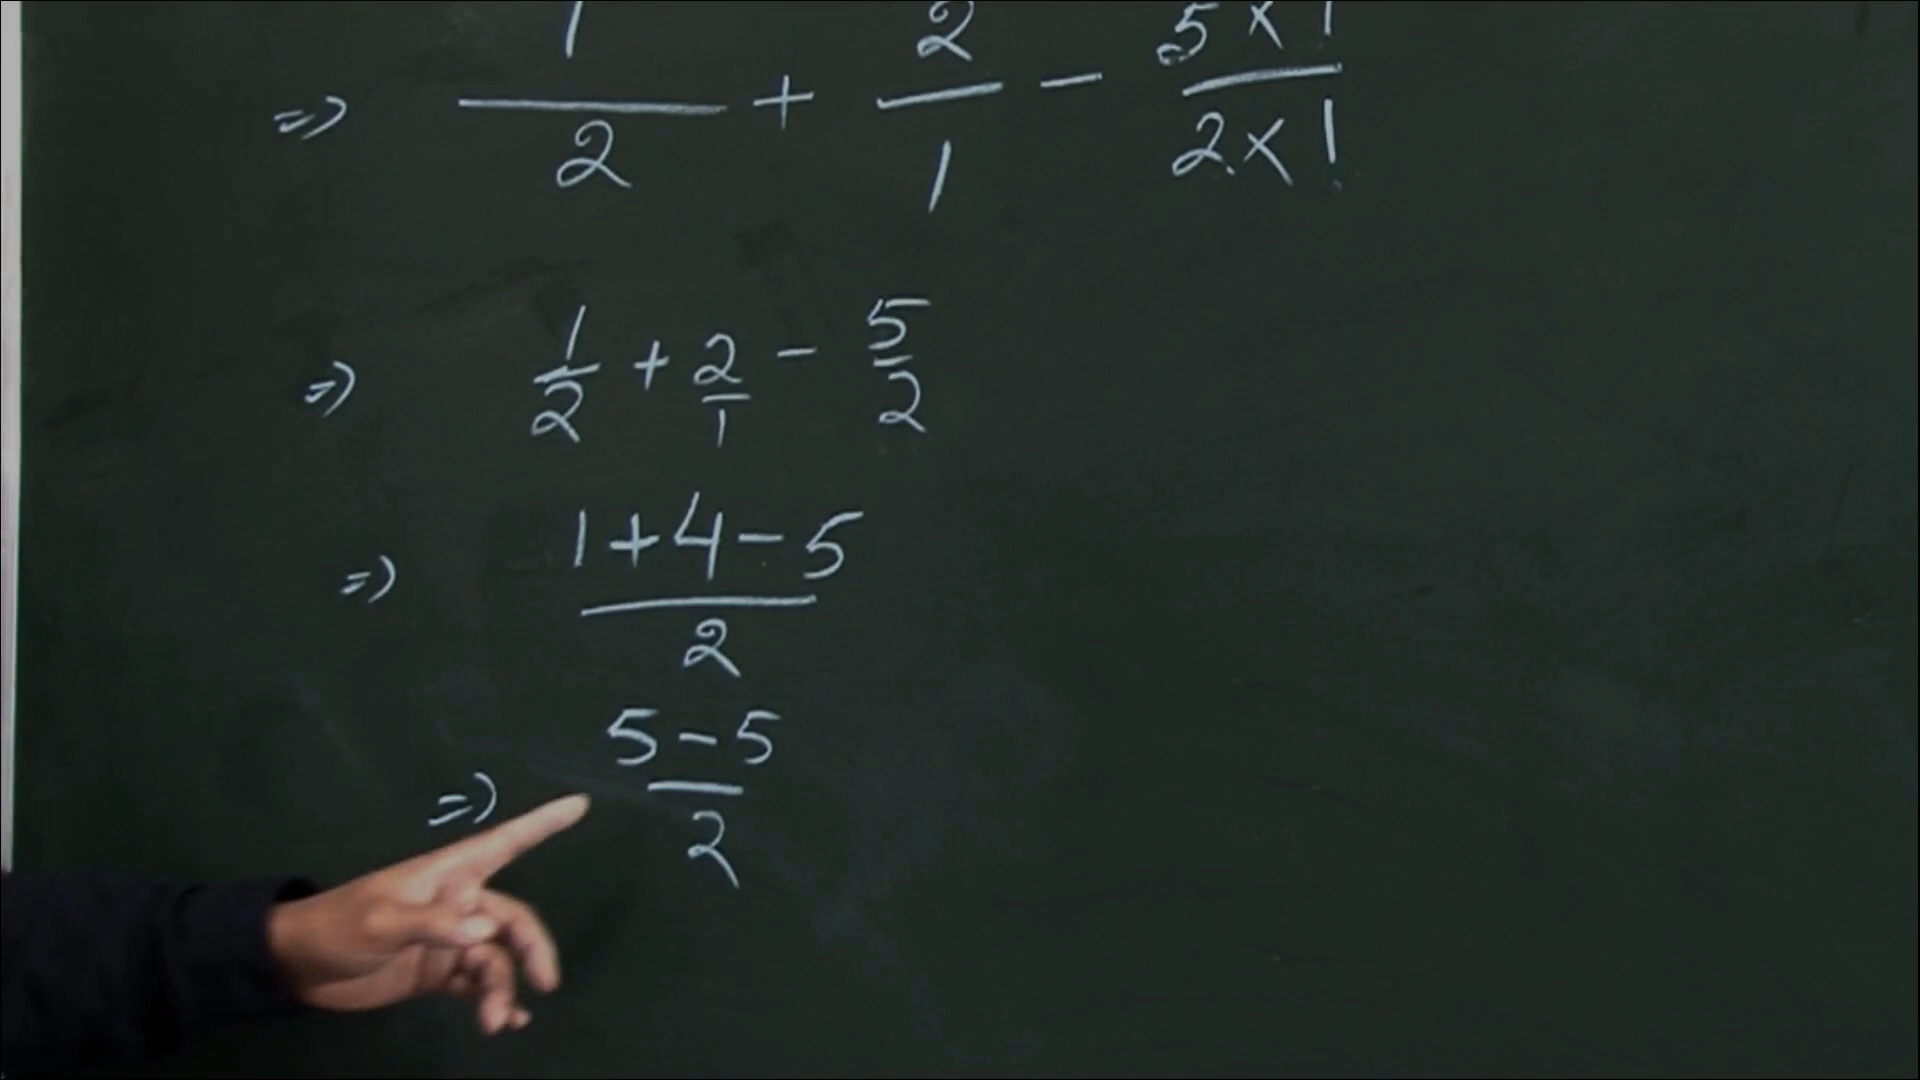 => 1/2 + 2/1 - 5×1/2×1
=> 1/2 + 2/1 - 5/2
=> 1+4-5/2
=> 5-5/2